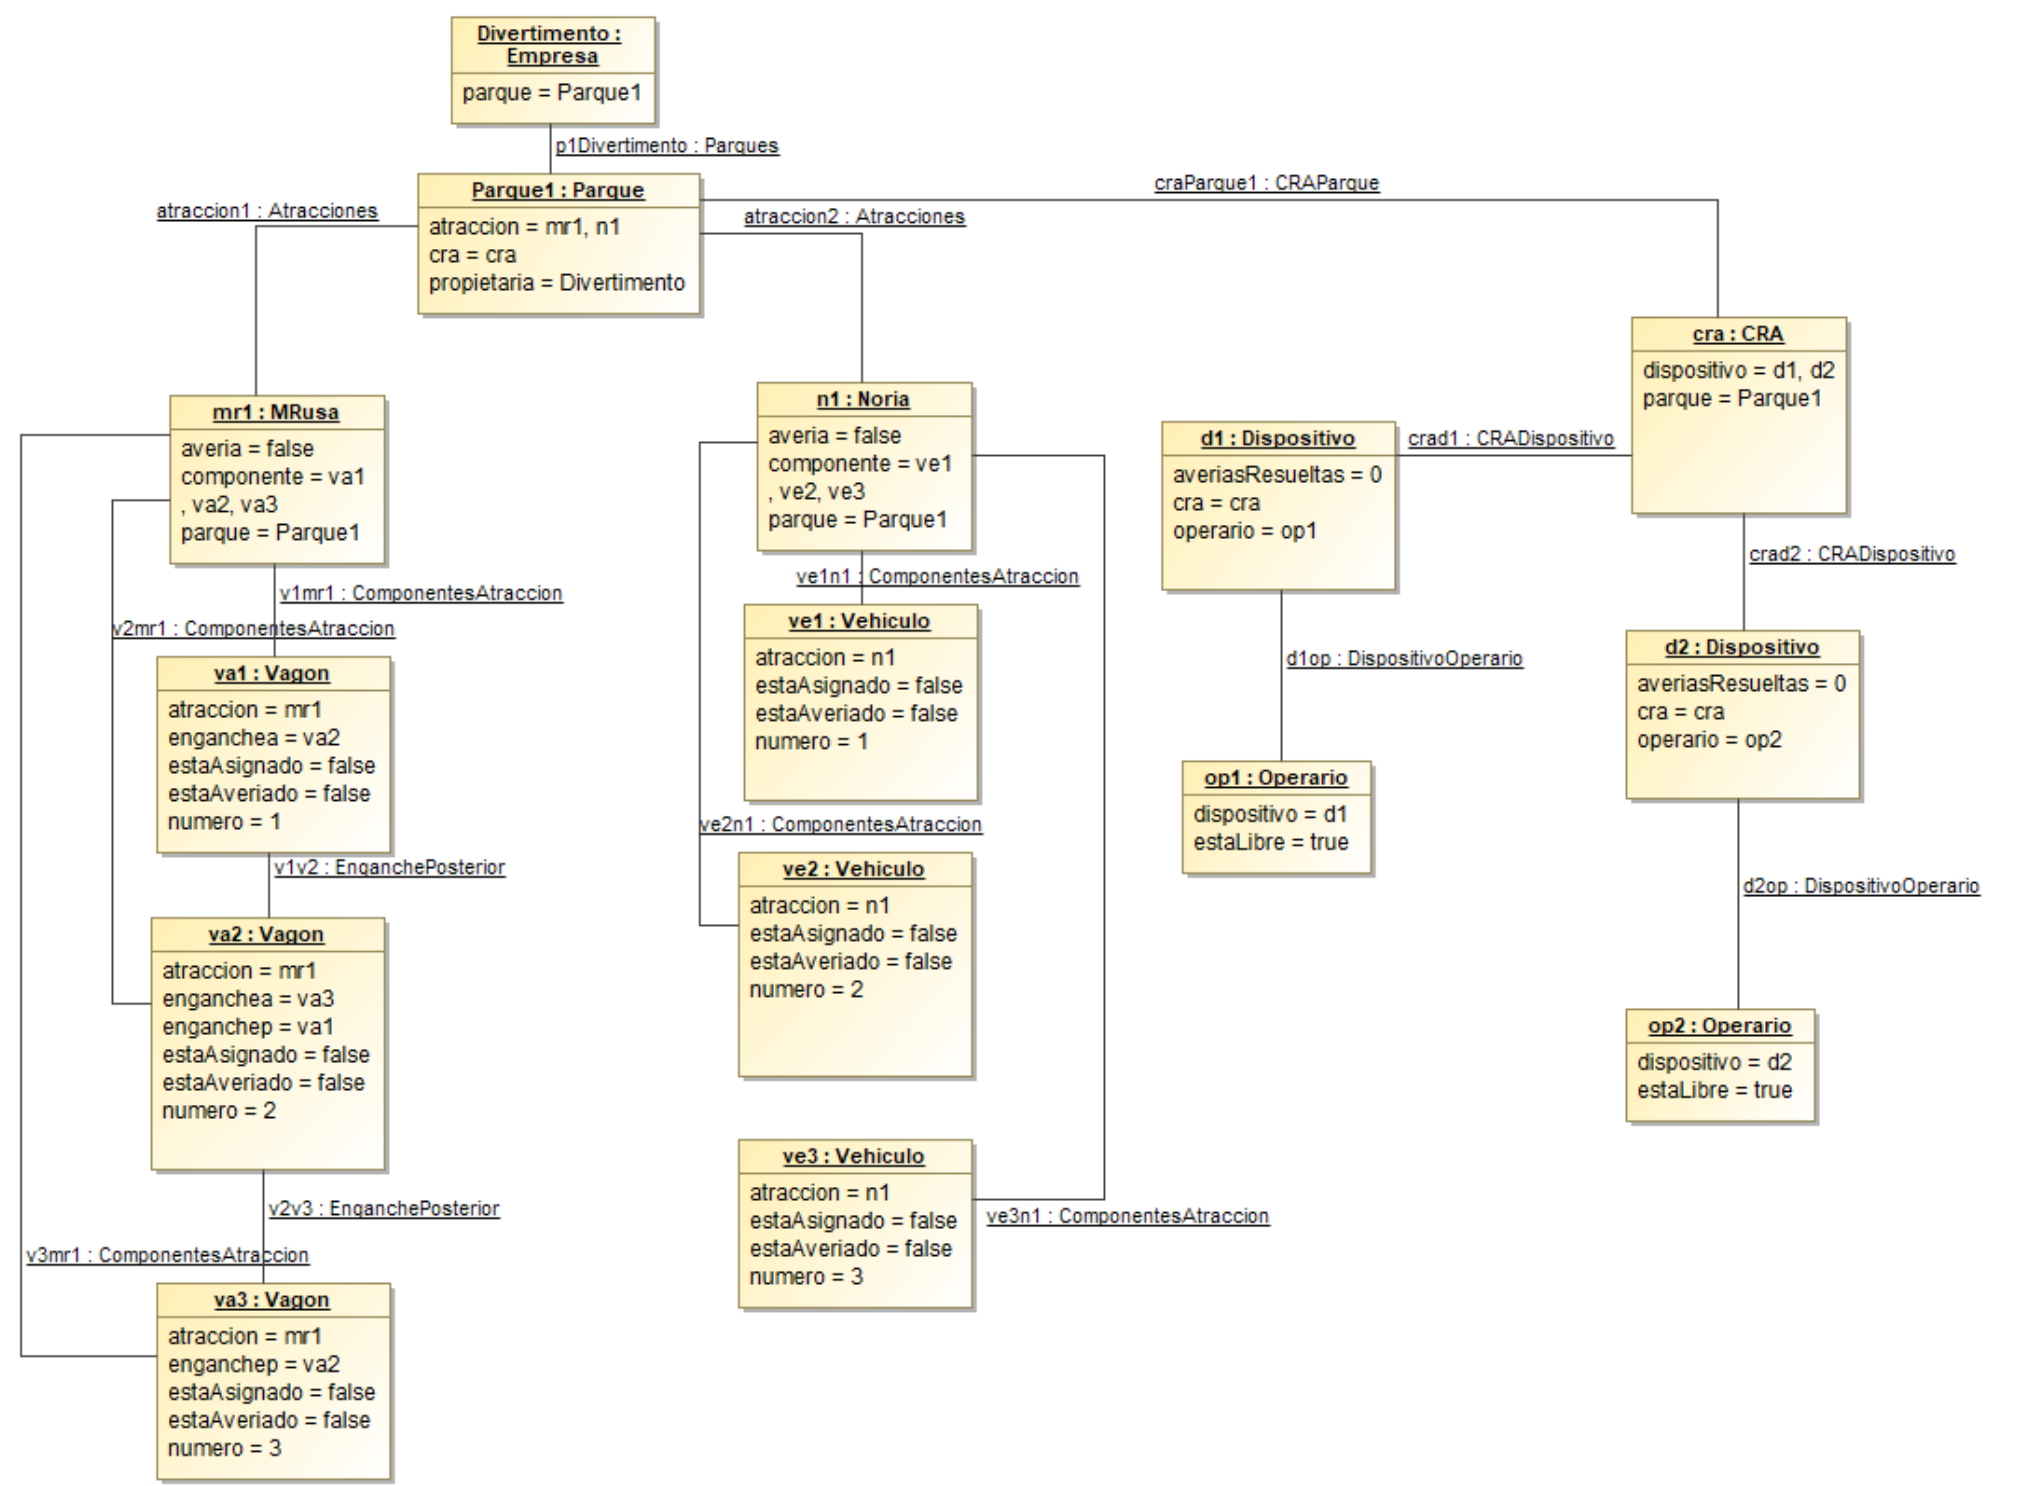 Divertimento :
Empresa
parque = Parque1
p1Divertimento : Parques
Parque1 : Parque
atraccion = mr1, n1
cra = cra
propietaria = Divertimento
atraccion1 : Atracciones
atraccion2 : Atracciones
craParque1 : CRAParque
mr1 : MRusa
averia = false
componente = va1
, va2, va3
parque = Parque1
v1mr1 : ComponentesAtraccion
v2mr1 : ComponentesAtraccion
va1 : Vagon
atraccion = mr1
enganchea = va2
estaAsignado = false
estaAveriado = false
numero = 1
v1v2 : EnganchePosterior
va2 : Vagon
atraccion = mr1
enganchea = va3
enganchep = va1
estaAsignado = false
estaAveriado = false
numero = 2
v2v3 : EnganchePosterior
v3mr1 : ComponentesAtraccion
va3 : Vagon
atraccion = mr1
enganchep = va2
estaAsignado = false
estaAveriado = false
numero = 3
n1 : Noria
averia = false
componente = ve1
, ve2, ve3
parque = Parque1
ve1n1 : ComponentesAtraccion
ve1 : Vehiculo
atraccion = n1
estaAsignado = false
estaAveriado = false
numero = 1
ve2n1 : ComponentesAtraccion
ve2 : Vehiculo
atraccion = n1
estaAsignado = false
estaAveriado = false
numero = 2
ve3 : Vehiculo
atraccion = n1
estaAsignado = false
estaAveriado = false
numero = 3
ve3n1 : ComponentesAtraccion
cra : CRA
dispositivo = d1, d2
parque = Parque1
crad1 : CRADispositivo
d1 : Dispositivo
averiasResueltas = 0
cra = cra
operario = op1
d1op : DispositivoOperario
op1 : Operario
dispositivo = d1
estaLibre = true
crad2 : CRADispositivo
d2 : Dispositivo
averiasResueltas = 0
cra = cra
operario = op2
d2op : DispositivoOperario
op2 : Operario
dispositivo = d2
estaLibre = true